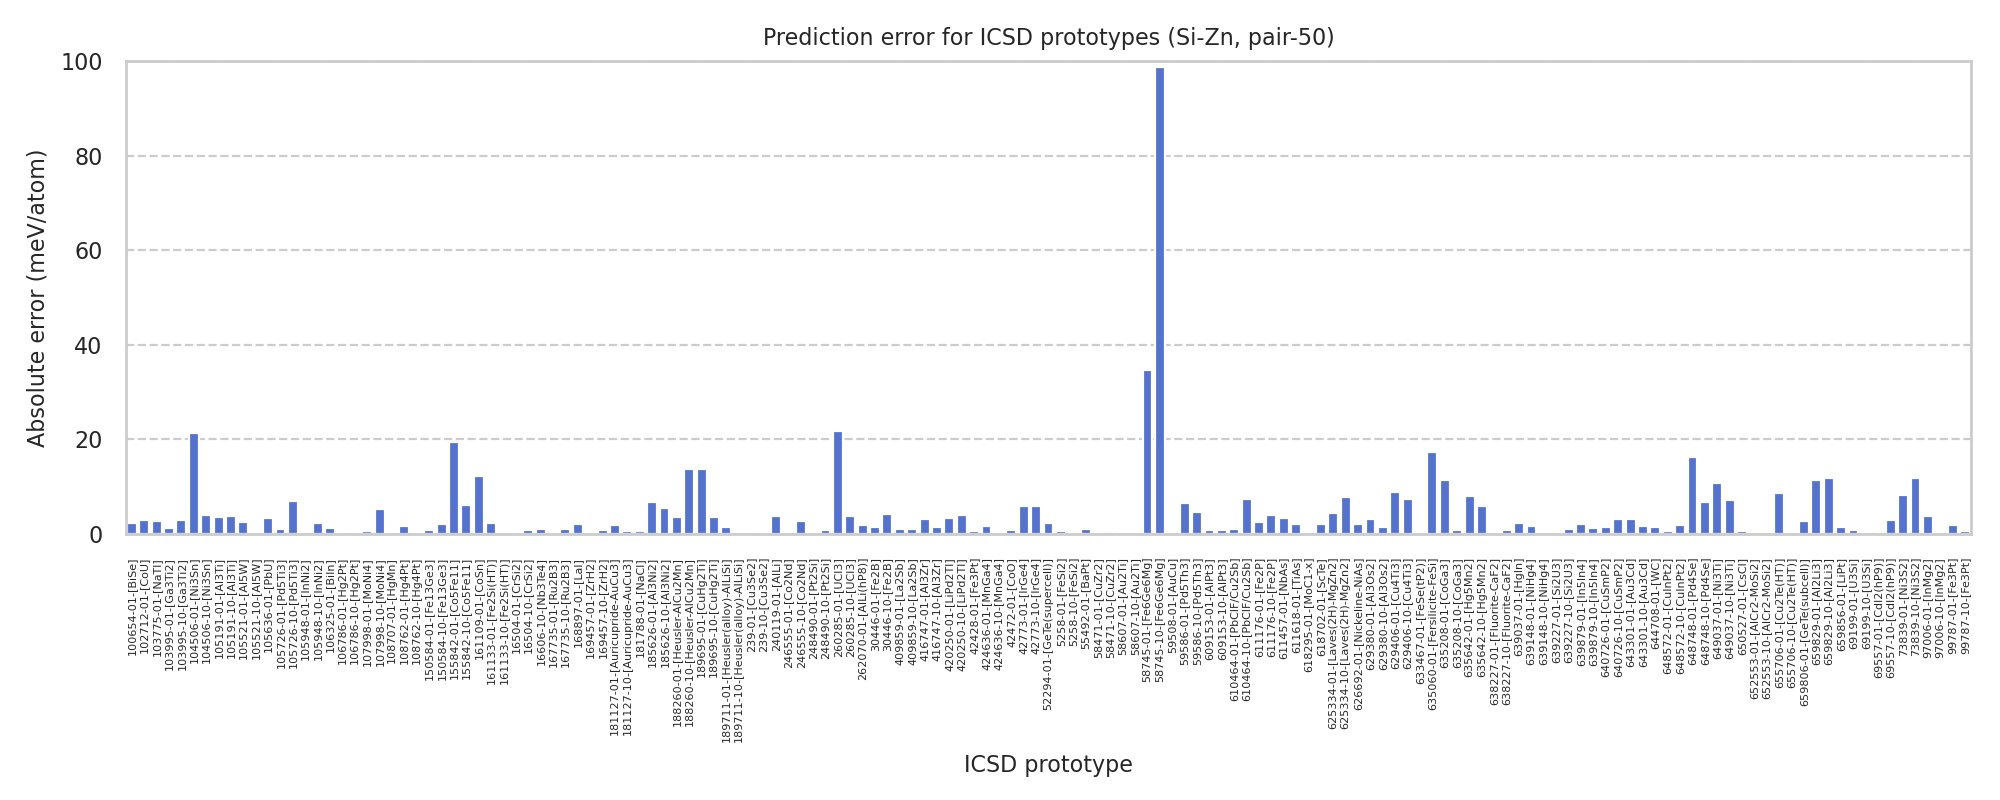 Prediction error for ICSD prototypes (Si-Zn, pair-50)
Absolute error (meV/atom)
100
80
60
40
20
0
100654-01-[BiSe]
102712-01-[CoU]
103775-01-[NaTl]
103995-01-[Ga3Ti2]
103995-10-[Ga3Ti2]
104506-01-[Ni3Sn]
104506-10-[Ni3Sn]
105191-01-[Al3Ti]
105191-10-[Al3Ti]
105521-01-[Al5W]
105521-10-[Al5W]
105636-01-[PbU]
105726-01-[Pd5Ti3]
105726-10-[Pd5Ti3]
105948-01-[InNi2]
105948-10-[InNi2]
106325-01-[BiIn]
106786-01-[Hg2Pt]
106786-10-[Hg2Pt]
107998-01-[MoNi4]
107998-10-[MoNi4]
108707-01-[HgMn]
108762-01-[Hg4Pt]
108762-10-[Hg4Pt]
150584-01-[Fe13Ge3]
150584-10-[Fe13Ge3]
155842-01-[Co5Fe11]
155842-10-[Co5Fe11]
161109-01-[CoSn]
161133-01-[Fe2Si(HT)]
161133-10-[Fe2Si(HT)]
16504-01-[CrSi2]
16504-10-[CrSi2]
16606-10-[Nb3Te4]
167735-01-[Ru2B3]
167735-10-[Ru2B3]
168897-01-[LaI]
169457-01-[ZrH2]
169457-10-[ZrH2]
181127-01-[Auricupride-AuCu3]
181127-10-[Auricupride-AuCu3]
181788-01-[NaCl]
185626-01-[Al3Ni2]
185626-10-[Al3Ni2]
188260-01-[Heusler-AlCu2Mn]
188260-10-[Heusler-AlCu2Mn]
189695-01-[CuHg2Ti]
189695-10-[CuHg2Ti]
189711-01-[Heusler(alloy)-AlLiSi]
189711-10-[Heusler(alloy)-AlLiSi]
239-01-[Cu3Se2]
239-10-[Cu3Se2]
240119-01-[AlLi]
246555-01-[Co2Nd]
246555-10-[Co2Nd]
248490-01-[Pt2Si]
248490-10-[Pt2Si]
260285-01-[UCl3]
260285-10-[UCl3]
262070-01-[AlLi(hP8)]
30446-01-[Fe2B]
30446-10-[Fe2B]
409859-01-[La2Sb]
409859-10-[La2Sb]
416747-01-[Al3Zr]
416747-10-[Al3Zr]
420250-01-[LiPd2Tl]
420250-10-[LiPd2Tl]
42428-01-[Fe3Pt]
424636-01-[MnGa4]
424636-10-[MnGa4]
42472-01-[CoO]
42773-01-[IrGe4]
42773-10-[IrGe4]
52294-01-[GeTe(supercell)]
5258-01-[FeSi2]
5258-10-[FeSi2]
55492-01-[BaPt]
58471-01-[CuZr2]
58471-10-[CuZr2]
58607-01-[Au2Ti]
58607-10-[Au2Ti]
58745-01-[Fe6Ge6Mg]
58745-10-[Fe6Ge6Mg]
59508-01-[AuCu]
59586-01-[Pd5Th3]
59586-10-[Pd5Th3]
609153-01-[AlPt3]
609153-10-[AlPt3]
610464-01-[PbClF/Cu2Sb]
610464-10-[PbClF/Cu2Sb]
611176-01-[Fe2P]
611176-10-[Fe2P]
611457-01-[NbAs]
611618-01-[TiAs]
618295-01-[MoC1-x]
618702-01-[ScTe]
625334-01-[Laves(2H)-MgZn2]
625334-10-[Laves(2H)-MgZn2]
626692-01-[Nickeline-NiAs]
629380-01-[Al3Os2]
629380-10-[Al3Os2]
629406-01-[Cu4Ti3]
629406-10-[Cu4Ti3]
633467-01-[FeSe(tP2)]
635060-01-[Fersilicite-FeSi]
635208-01-[CoGa3]
635208-10-[CoGa3]
635642-01-[Hg5Mn2]
635642-10-[Hg5Mn2]
638227-01-[Fluorite-CaF2]
638227-10-[Fluorite-CaF2]
639037-01-[HgIn]
639148-01-[NiHg4]
639148-10-[NiHg4]
639227-01-[Si2U3]
639227-10-[Si2U3]
639879-01-[In5In4]
639879-10-[In5In4]
640726-01-[CuSmP2]
640726-10-[CuSmP2]
643301-01-[Au3Cd]
643301-10-[Au3Cd]
644708-01-[WC]
648572-01-[CuInPt2]
648572-10-[CuInPt2]
648748-01-[Pd4Se]
648748-10-[Pd4Se]
649037-01-[Ni3Ti]
649037-10-[Ni3Ti]
650527-01-[CsCl]
652553-01-[AlCr2-MoSi2]
652553-10-[AlCr2-MoSi2]
655706-01-[Cu2Te(HT)]
655706-10-[Cu2Te(HT)]
659806-01-[GeTe(subcell)]
659829-01-[Al2Li3]
659829-10-[Al2Li3]
659856-01-[LiPt]
69199-01-[U3Si]
69199-10-[U3Si]
69557-01-[CdI2(hP9)]
69557-10-[CdI2(hP9)]
73839-01-[Ni3S2]
73839-10-[Ni3S2]
97006-01-[InMg2]
97006-10-[InMg2]
99787-01-[Fe3Pt]
99787-10-[Fe3Pt]
ICSD prototype